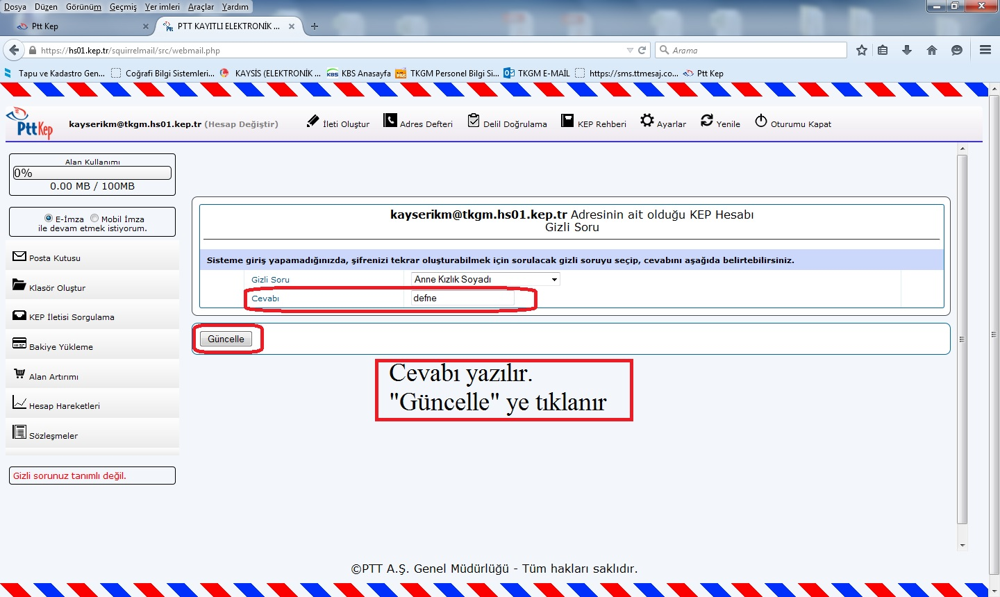 Dosya Düzen Görünüm Geçmiş Yer imleri Araçlar Yardım
Ptt Kep
PTT KAYITLI ELEKTRONİK ...
https://hs01.kep.tr/squirrelmail/src/webmail.php
Arama
Tapu ve Kadastro Gen... Coğrafi Bilgi Sistemleri... KAYSİS (ELEKTRONİK ... KBS Anasayfa TKGM Personel Bilgi Si... TKGM E-MAİL https://sms.ttmesaj.co... Ptt Kep
PttKep
kayserikm@tkgm.hs01.kep.tr (Hesap Değiştir)
İleti Oluştur Adres Defteri Delil Doğrulama KEP Rehberi Ayarlar Yenile Oturumu Kapat
Alan Kullanımı
0%
0.00 MB / 100MB
E-İmza Mobil İmza
ile devam etmek istiyorum.
Posta Kutusu
Klasör Oluştur
KEP İletisi Sorgulama
Bakiye Yükleme
Alan Artırımı
Hesap Hareketleri
Sözleşmeler
Gizli sorunuz tanımlı değil.
kayserikm@tkgm.hs01.kep.tr Adresinin ait olduğu KEP Hesabı
Gizli Soru
Sisteme giriş yapamadığınızda, şifrenizi tekrar oluşturabilmek için sorulacak gizli soruyu seçip, cevabını aşağıda belirtebilirsiniz.
Gizli Soru Anne Kızlık Soyadı
Cevabı defne
Güncelle
Cevabı yazılır.
"Güncelle" ye tıklanır
©PTT A.Ş. Genel Müdürlüğü - Tüm hakları saklıdır.